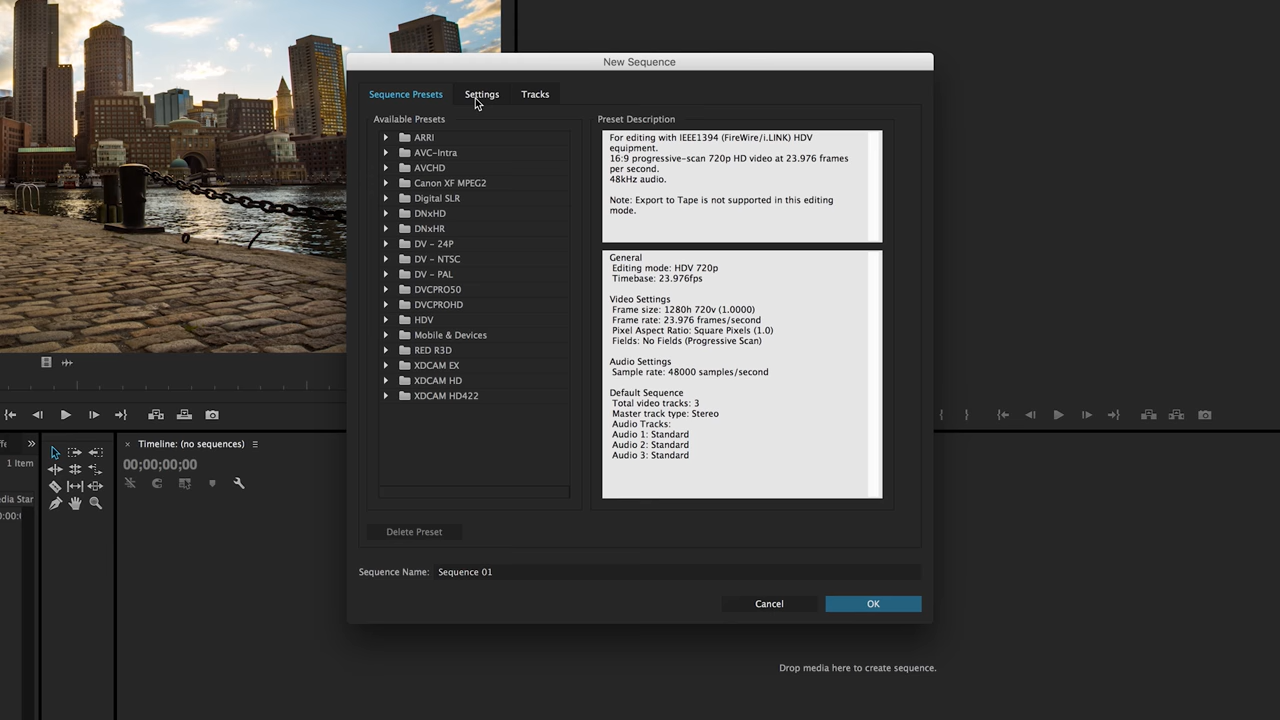 New Sequence
Sequence Presets
Settings
Tracks
Available Presets
ARRI
AVC-Intra
AVCHD
Canon XF MPEG2
Digital SLR
DNxHD
DNxHR
DV - 24P
DV - NTSC
DV - PAL
DVCPRO50
DVCPROHD
HDV
Mobile & Devices
RED R3D
XDCAM EX
XDCAM HD
XDCAM HD422
Delete Preset
Preset Description
For editing with IEEE1394 (FireWire/i.LINK) HDV
equipment.
16:9 progressive-scan 720p HD video at 23.976 frames
per second.
48kHz audio.
Note: Export to Tape is not supported in this editing
mode.
General
Editing mode: HDV 720p
Timebase: 23.976fps
Video Settings
Frame size: 1280h 720v (1.0000)
Frame rate: 23.976 frames/second
Pixel Aspect Ratio: Square Pixels (1.0)
Fields: No Fields (Progressive Scan)
Audio Settings
Sample rate: 48000 samples/second
Default Sequence
Total video tracks: 3
Master track type: Stereo
Audio Tracks:
Audio 1: Standard
Audio 2: Standard
Audio 3: Standard
Sequence Name: Sequence 01
Cancel
OK
1 Item
edia Star
Timeline: (no sequences)
00;00;00;00
Drop media here to create sequence.